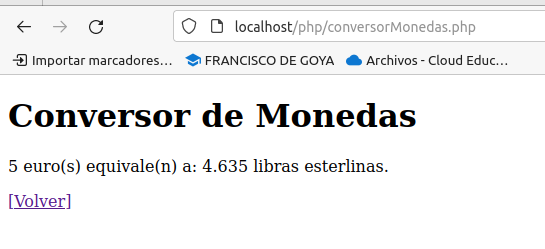 localhost/php/conversorMonedas.php
Importar marcadores… FRANCISCO DE GOYA Archivos - Cloud Educ…
Conversor de Monedas
5 euro(s) equivale(n) a: 4.635 libras esterlinas.
[Volver]